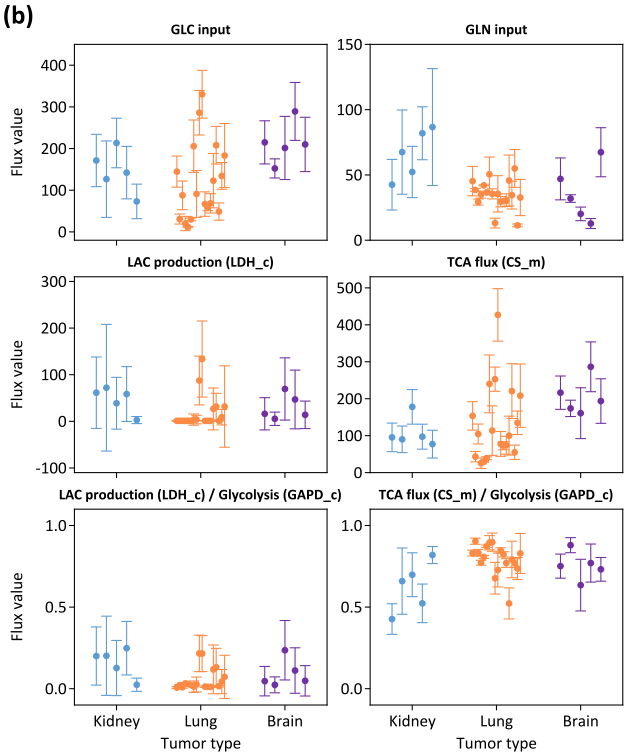 (b)
GLC input
GLN input
400
300
200
100
0
Flux value
150
100
50
0
LAC production (LDH_c)
TCA flux (CS_m)
300
200
100
0
-100
Flux value
500
400
300
200
100
0
LAC production (LDH_c) / Glycolysis (GAPD_c)
TCA flux (CS_m) / Glycolysis (GAPD_c)
1.0
0.5
0.0
Flux value
1.0
0.5
0.0
Kidney Lung Brain
Kidney Lung Brain
Tumor type
Tumor type